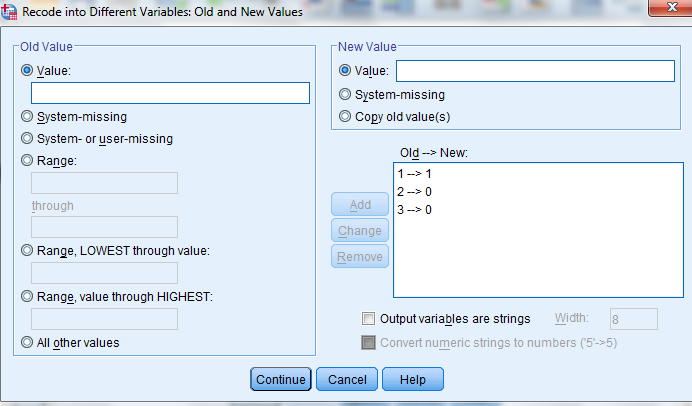 Recode into Different Variables: Old and New Values
x
Old Value
Value:
System-missing
System- or user-missing
Range:
through
Range, LOWEST through value:
Range, value through HIGHEST:
All other values
New Value
Value:
System-missing
Copy old value(s)
Old --> New:
1 --> 1
2 --> 0
3 --> 0
Add
Change
Remove
Output variables are strings Width: 8
Convert numeric strings to numbers ('5'->5)
Continue Cancel Help